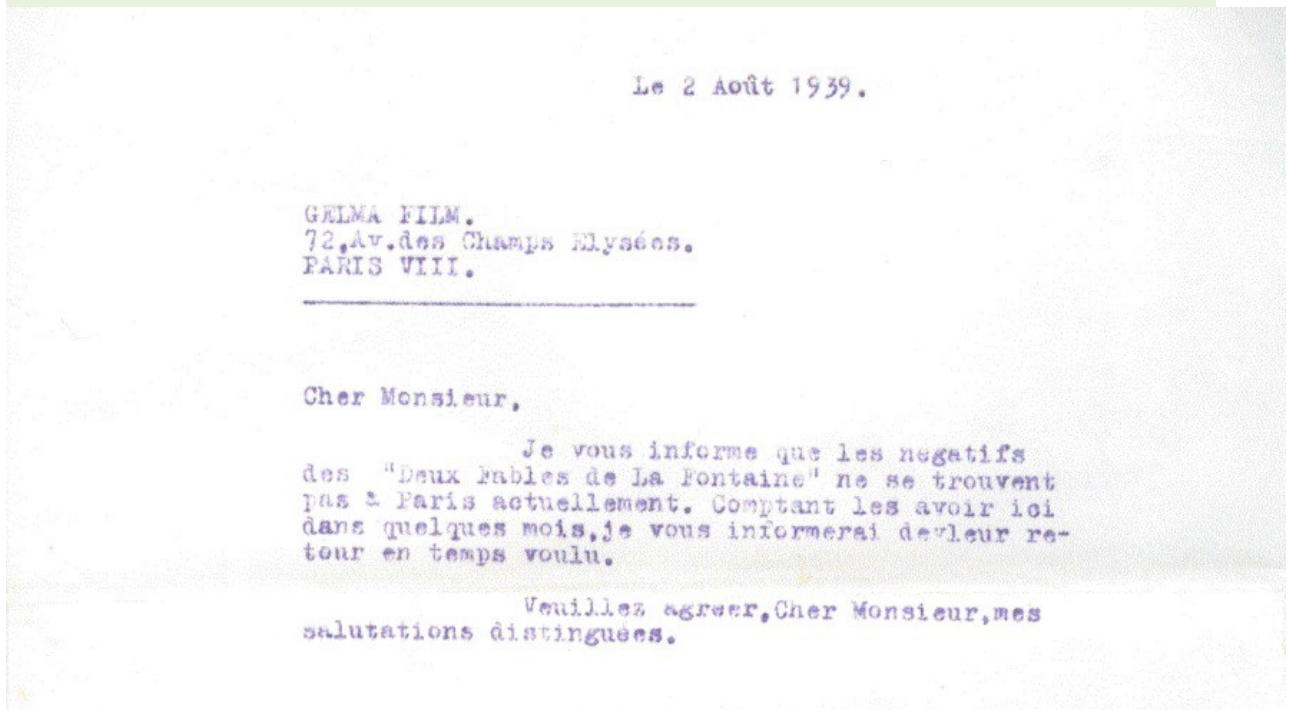 Le 2 Août 1939.
GELMA FILM.
72,Av.des Champs Elysées.
PARIS VIII.
Cher Monsieur,
Je vous informe que les negatifs
des "Deux Fables de La Fontaine" ne se trouvent
pas à Paris actuellement. Comptant les avoir ici
dans quelques mois,je vous informerai devleur re-
tour en temps voulu.
Veuillez agreer,Cher Monsieur,mes
salutations distinguées.